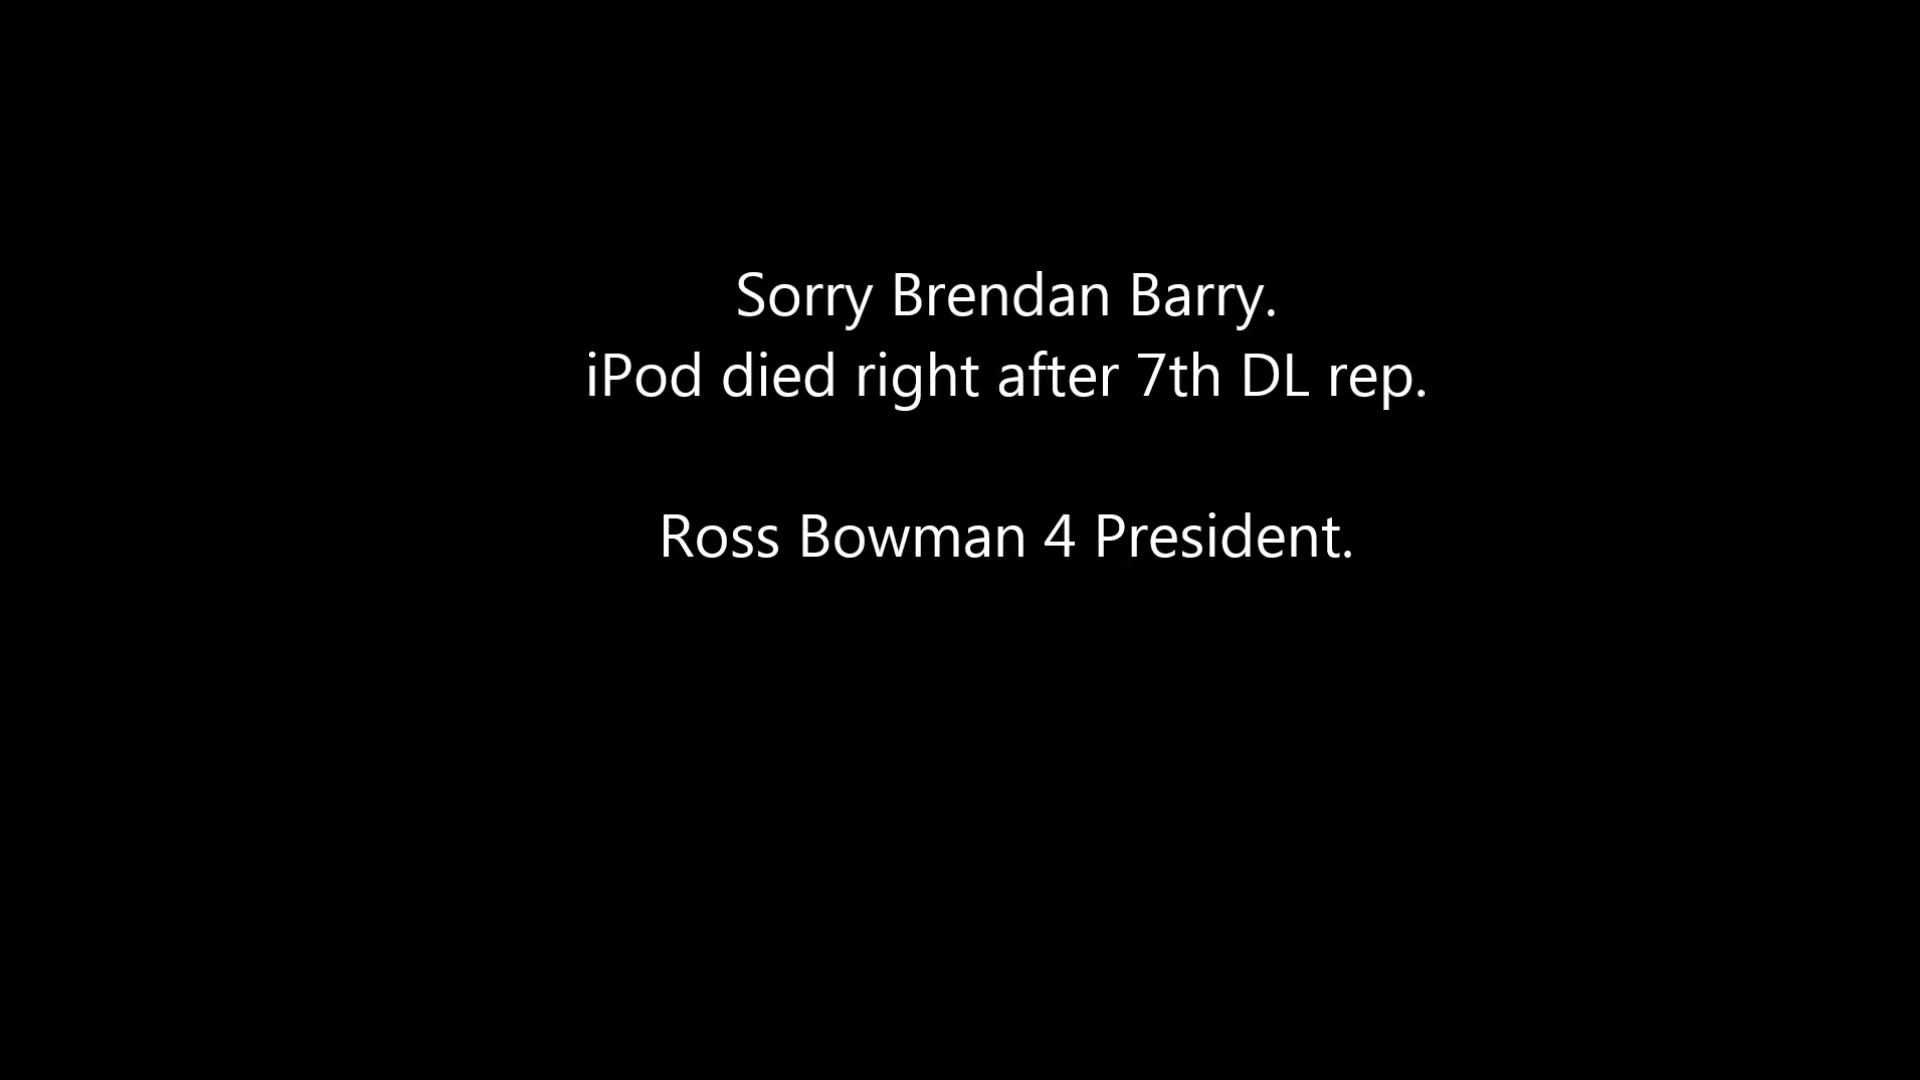 Sorry Brendan Barry.
iPod died right after 7th DL rep.
Ross Bowman 4 President.